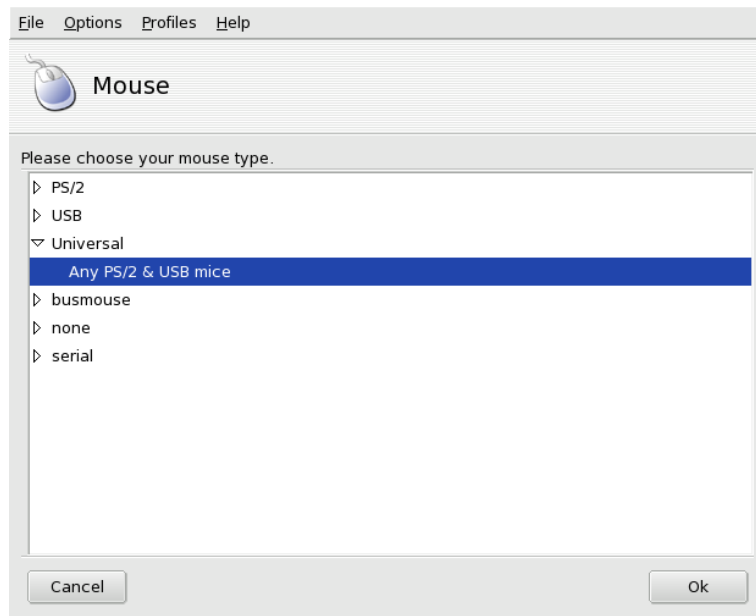 File Options Profiles Help
Mouse
Please choose your mouse type.
PS/2
USB
Universal
Any PS/2 & USB mice
busmouse
none
serial
Cancel Ok